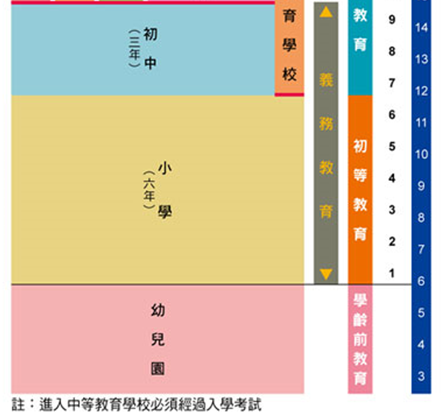 初中
（三年）
育學校
小學
（六年）
幼兒園
▲
義務教育
▼
教育
初等教育
學齡前教育
9
8
7
6
5
4
3
2
1
14
13
12
11
10
9
8
7
6
5
4
3
註：進入中等教育學校必須經過入學考試